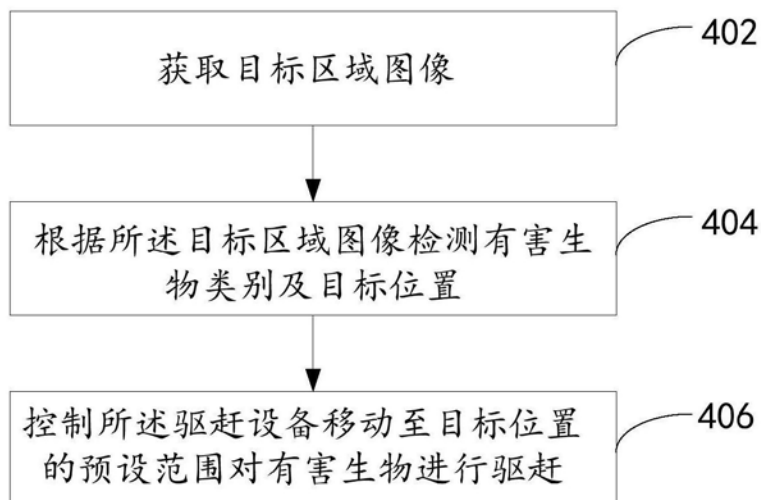 获取目标区域图像
402
根据所述目标区域图像检测有害生
物类别及目标位置
404
控制所述驱赶设备移动至目标位置
的预设范围对有害生物进行驱赶
406